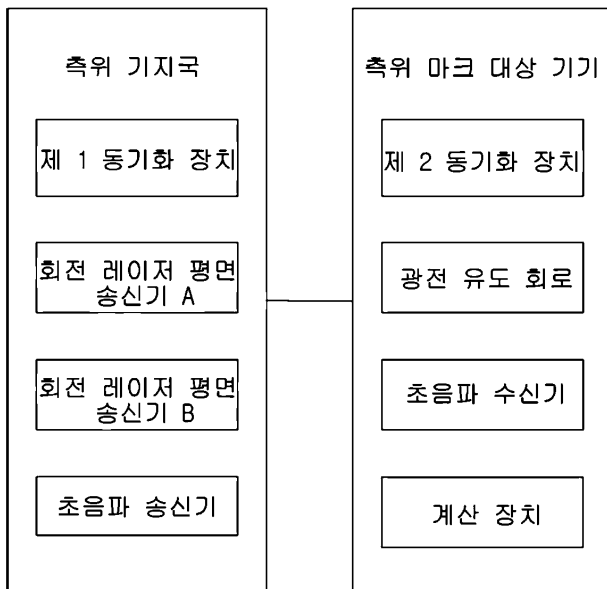 측위 기지국
제 1 동기화 장치
회전 레이저 평면
송신기 A
회전 레이저 평면
송신기 B
초음파 송신기
측위 마크 대상 기기
제 2 동기화 장치
광전 유도 회로
초음파 수신기
계산 장치